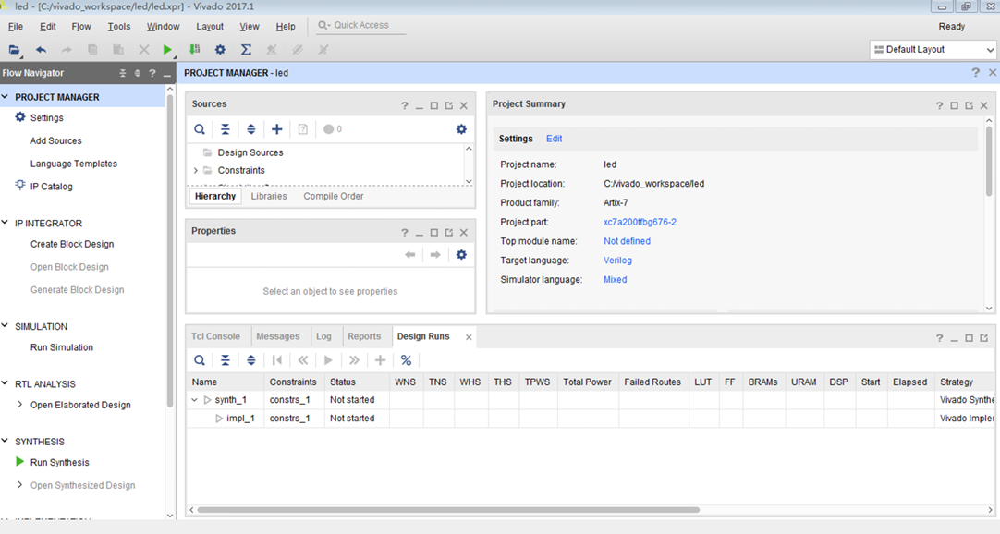 led - [C:/vivado_workspace/led/led.xpr] - Vivado 2017.1
File Edit Flow Tools Window Layout View Help Quick Access Ready
Default Layout
Flow Navigator
PROJECT MANAGER
Settings
Add Sources
Language Templates
IP Catalog
IP INTEGRATOR
Create Block Design
Open Block Design
Generate Block Design
SIMULATION
Run Simulation
RTL ANALYSIS
Open Elaborated Design
SYNTHESIS
Run Synthesis
Open Synthesized Design
PROJECT MANAGER - led
Sources
0
Design Sources
Constraints
Hierarchy Libraries Compile Order
Properties
Select an object to see properties
Project Summary
Settings Edit
Project name: led
Project location: C:/vivado_workspace/led
Product family: Artix-7
Project part: xc7a200tfbg676-2
Top module name: Not defined
Target language: Verilog
Simulator language: Mixed
Tcl Console Messages Log Reports Design Runs
Name Constraints Status WNS TNS WHS THS TPWS Total Power Failed Routes LUT FF BRAMs URAM DSP Start Elapsed Strategy
synth_1 constrs_1 Not started Vivado Synthe
impl_1 constrs_1 Not started Vivado Implen